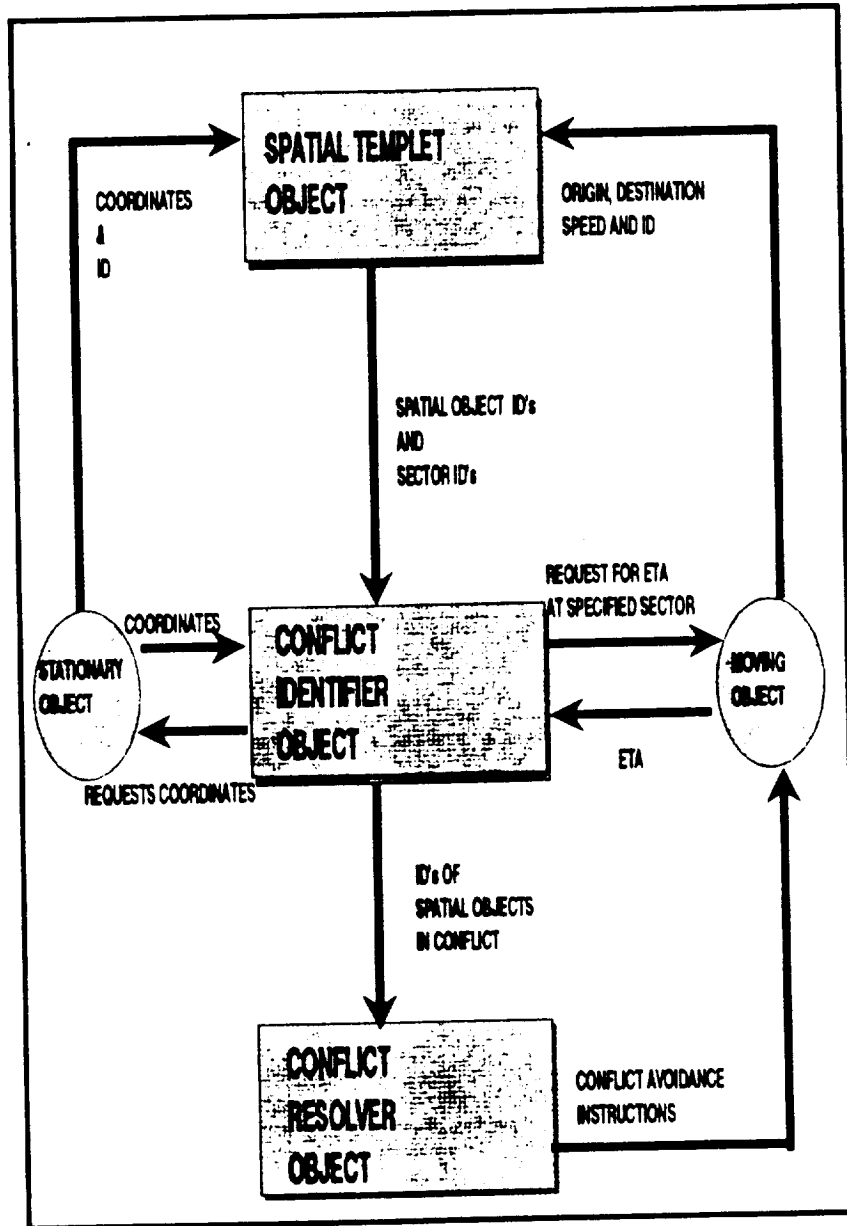 SPATIAL TEMPLET
OBJECT
COORDINATES
&
ID
ORIGIN, DESTINATION
SPEED AND ID
SPATIAL OBJECT ID's
AND
SECTOR ID's
REQUEST FOR ETA
AT SPECIFIED SECTOR
COORDINATES
STATIONARY
OBJECT
CONFLICT
IDENTIFIER
OBJECT
MOVING
OBJECT
ETA
REQUESTS COORDINATES
ID's OF
SPATIAL OBJECTS
IN CONFLICT
CONFLICT
RESOLVER
OBJECT
CONFLICT AVOIDANCE
INSTRUCTIONS